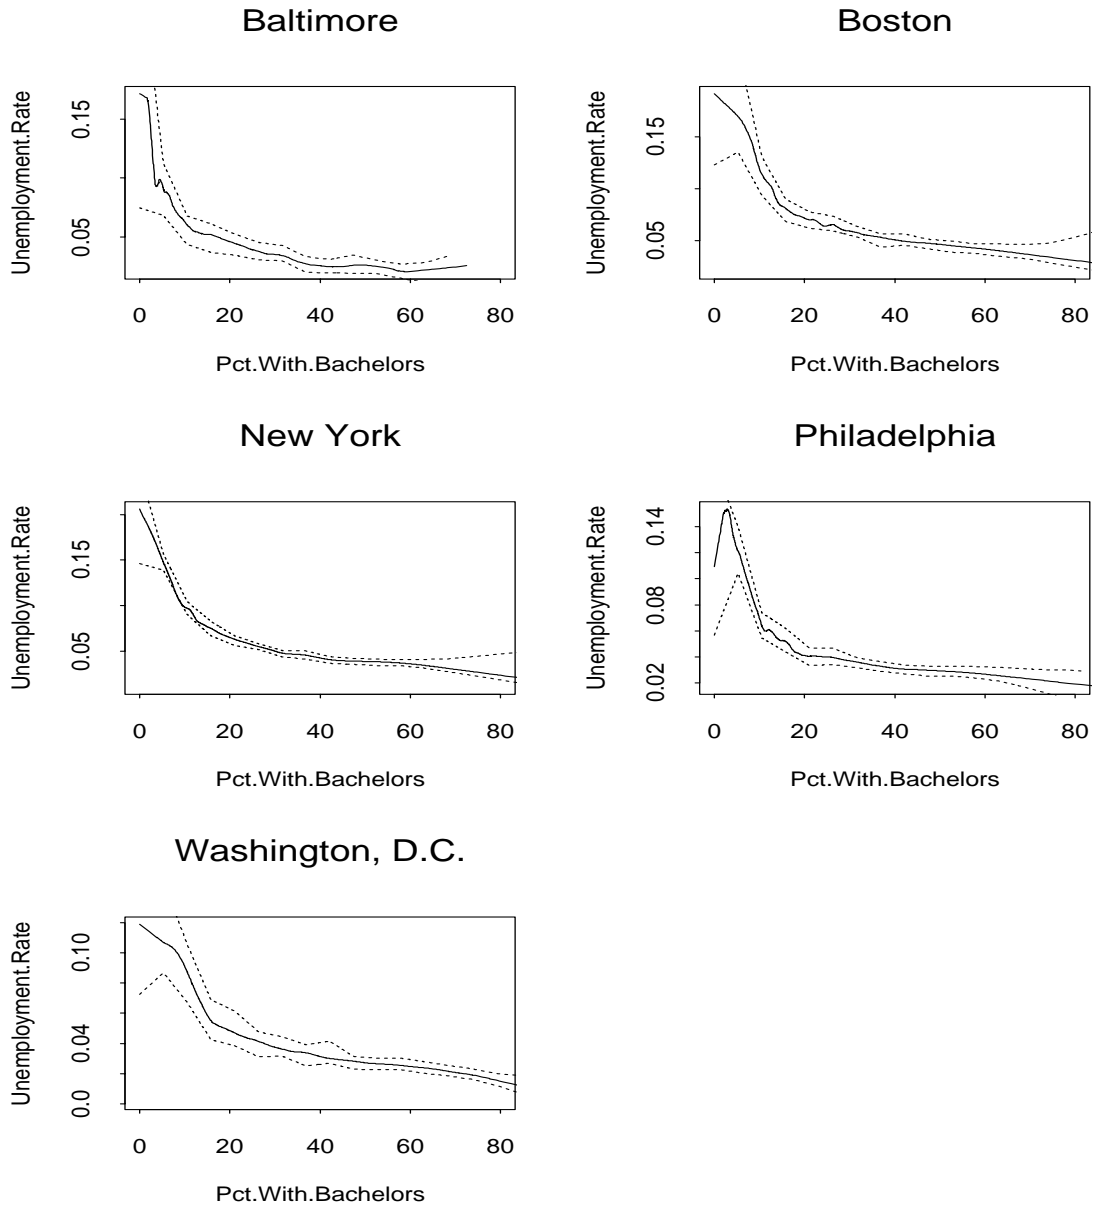 Baltimore
Unemployment.Rate
0.15
0.05
0 20 40 60 80
Pct.With.Bachelors
Boston
Unemployment.Rate
0.15
0.05
0 20 40 60 80
Pct.With.Bachelors
New York
Unemployment.Rate
0.15
0.05
0 20 40 60 80
Pct.With.Bachelors
Philadelphia
Unemployment.Rate
0.14
0.08
0.02
0 20 40 60 80
Pct.With.Bachelors
Washington, D.C.
Unemployment.Rate
0.10
0.04
0.0
0 20 40 60 80
Pct.With.Bachelors